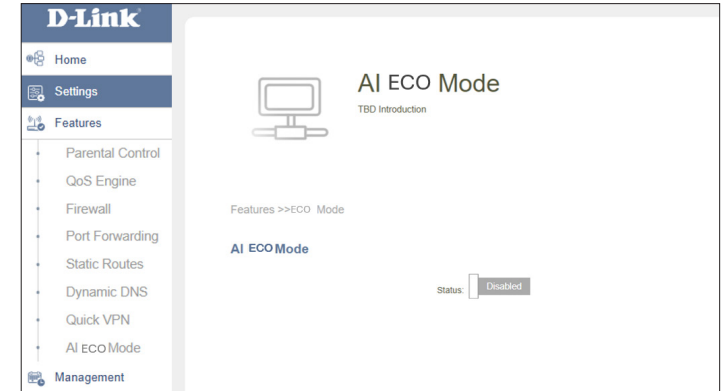 D-Link
Home
Settings
Features
Parental Control
QoS Engine
Firewall
Port Forwarding
Static Routes
Dynamic DNS
Quick VPN
AI ECO Mode
Management
AI ECO Mode
TBD Introduction
Features >>ECO Mode
AI ECO Mode
Status: Disabled